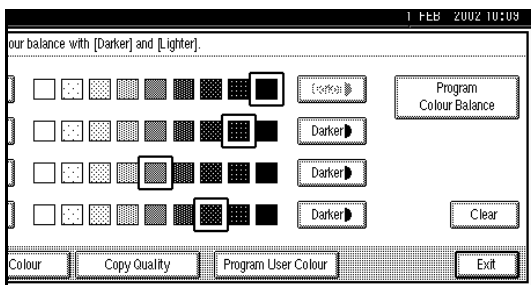 1 FEB 2002 10:09
our balance with [Darker] and [Lighter].
Darker
Program
Colour Balance
Darker
Darker
Darker
Clear
Colour
Copy Quality
Program User Colour
Exit